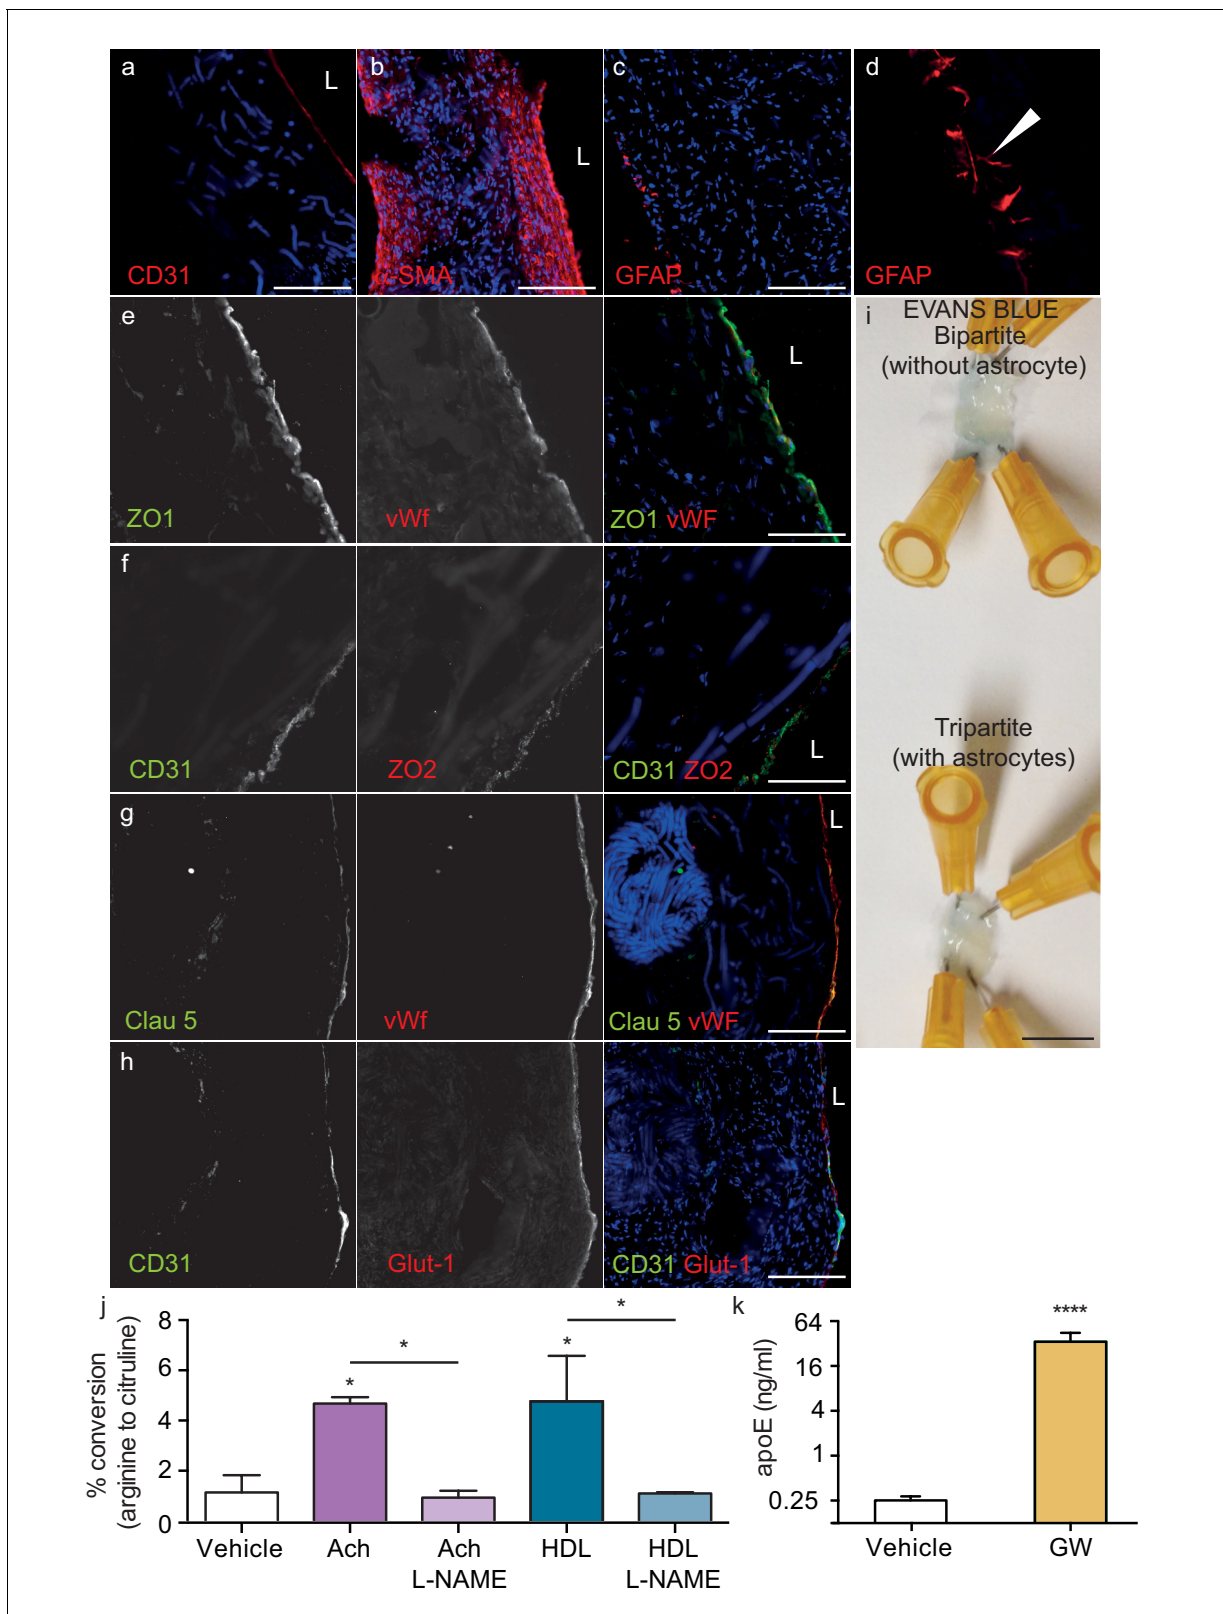 a
L
CD31
b
L
-SMA
c
GFAP
d
GFAP
e
ZO1
vWf
L
ZO1 vWF
i
EVANS BLUE
Bipartite
(without astrocyte)
Tripartite
(with astrocytes)
f
CD31
ZO2
L
CD31 ZO2
g
Clau 5
vWf
L
Clau 5 vWF
h
CD31
Glut-1
L
CD31 Glut-1
j
% conversion
(arginine to citruline)
8
6
4
2
0
*
*
*
*
Vehicle
Ach
Ach
L-NAME
HDL
HDL
L-NAME
k
apoE (ng/ml)
64
16
4
1
0.25
****
Vehicle
GW